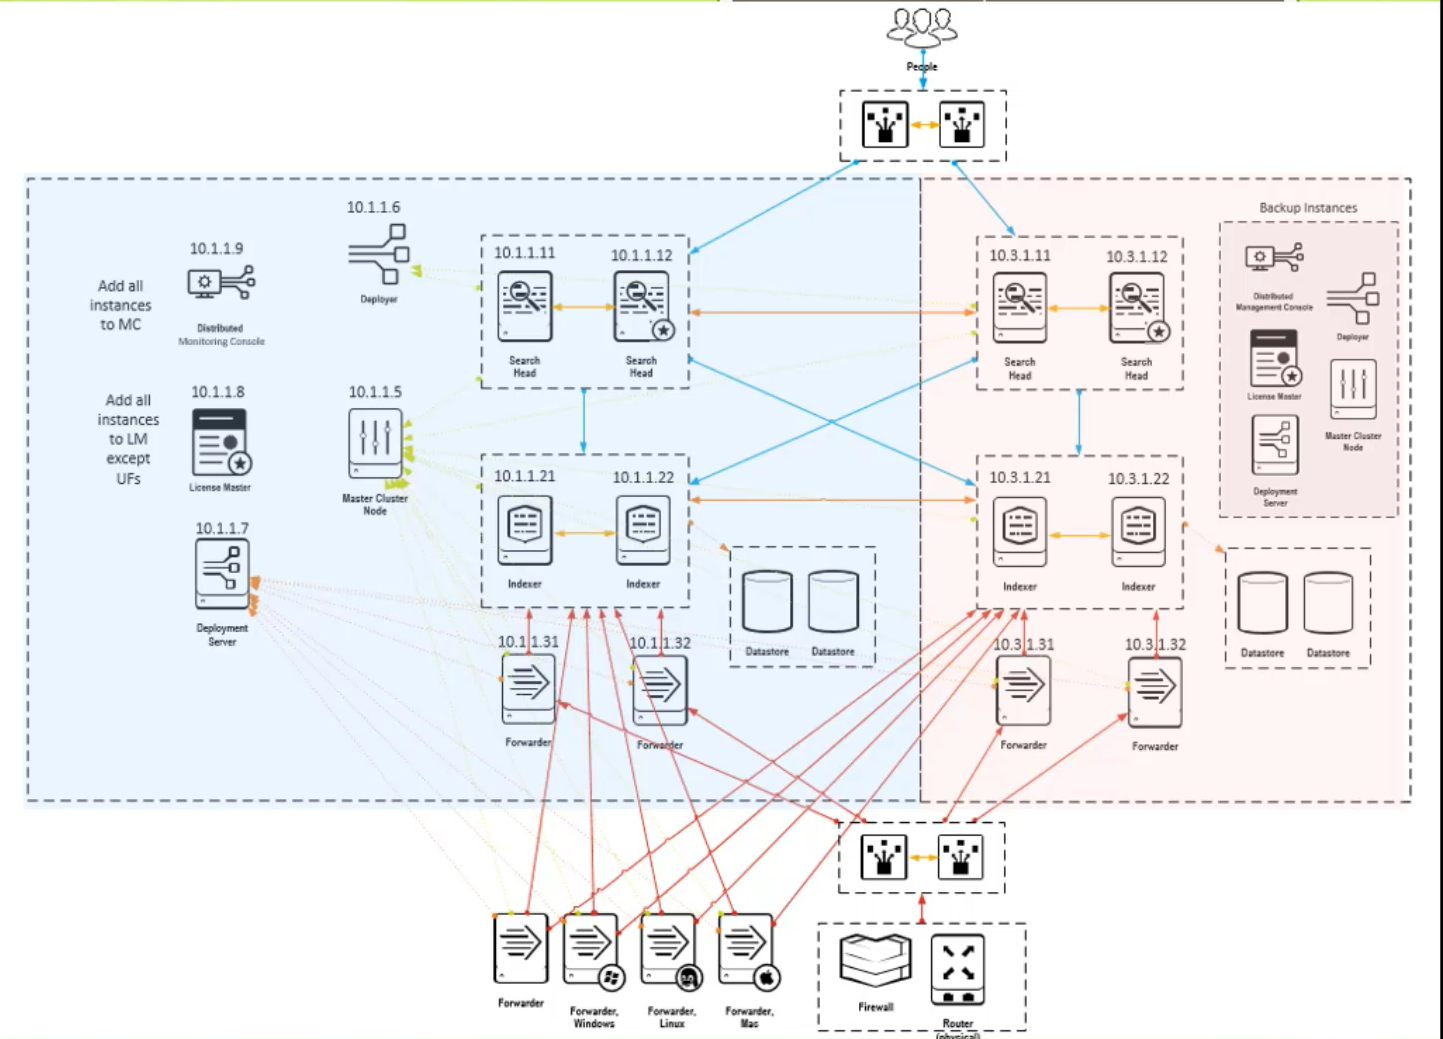 People
Backup Instances
10.1.1.6
10.1.1.9
10.1.1.11
10.1.1.12
10.3.1.11
10.3.1.12
Add all
instances
to MC
Deployer
Distributed
Monitoring Console
Distributed
Management Console
Deployer
Search
Head
Search
Head
Search
Head
Search
Head
10.1.1.8
10.1.1.5
Add all
instances
to LM
except
UFs
License Master
Master Cluster
Node
License Master
Master Cluster
Node
10.1.1.21
10.1.1.22
10.3.1.21
10.3.1.22
Deployment
Server
10.1.1.7
Indexer
Indexer
Indexer
Indexer
Deployment
Server
10.1.1.31
10.1.1.32
Datastore
Datastore
10.3.1.31
10.3.1.32
Datastore
Datastore
Forwarder
Forwarder
Forwarder
Forwarder
Forwarder
Forwarder,
Windows
Forwarder,
Linux
Forwarder,
Mac
Firewall
Router
(physical)